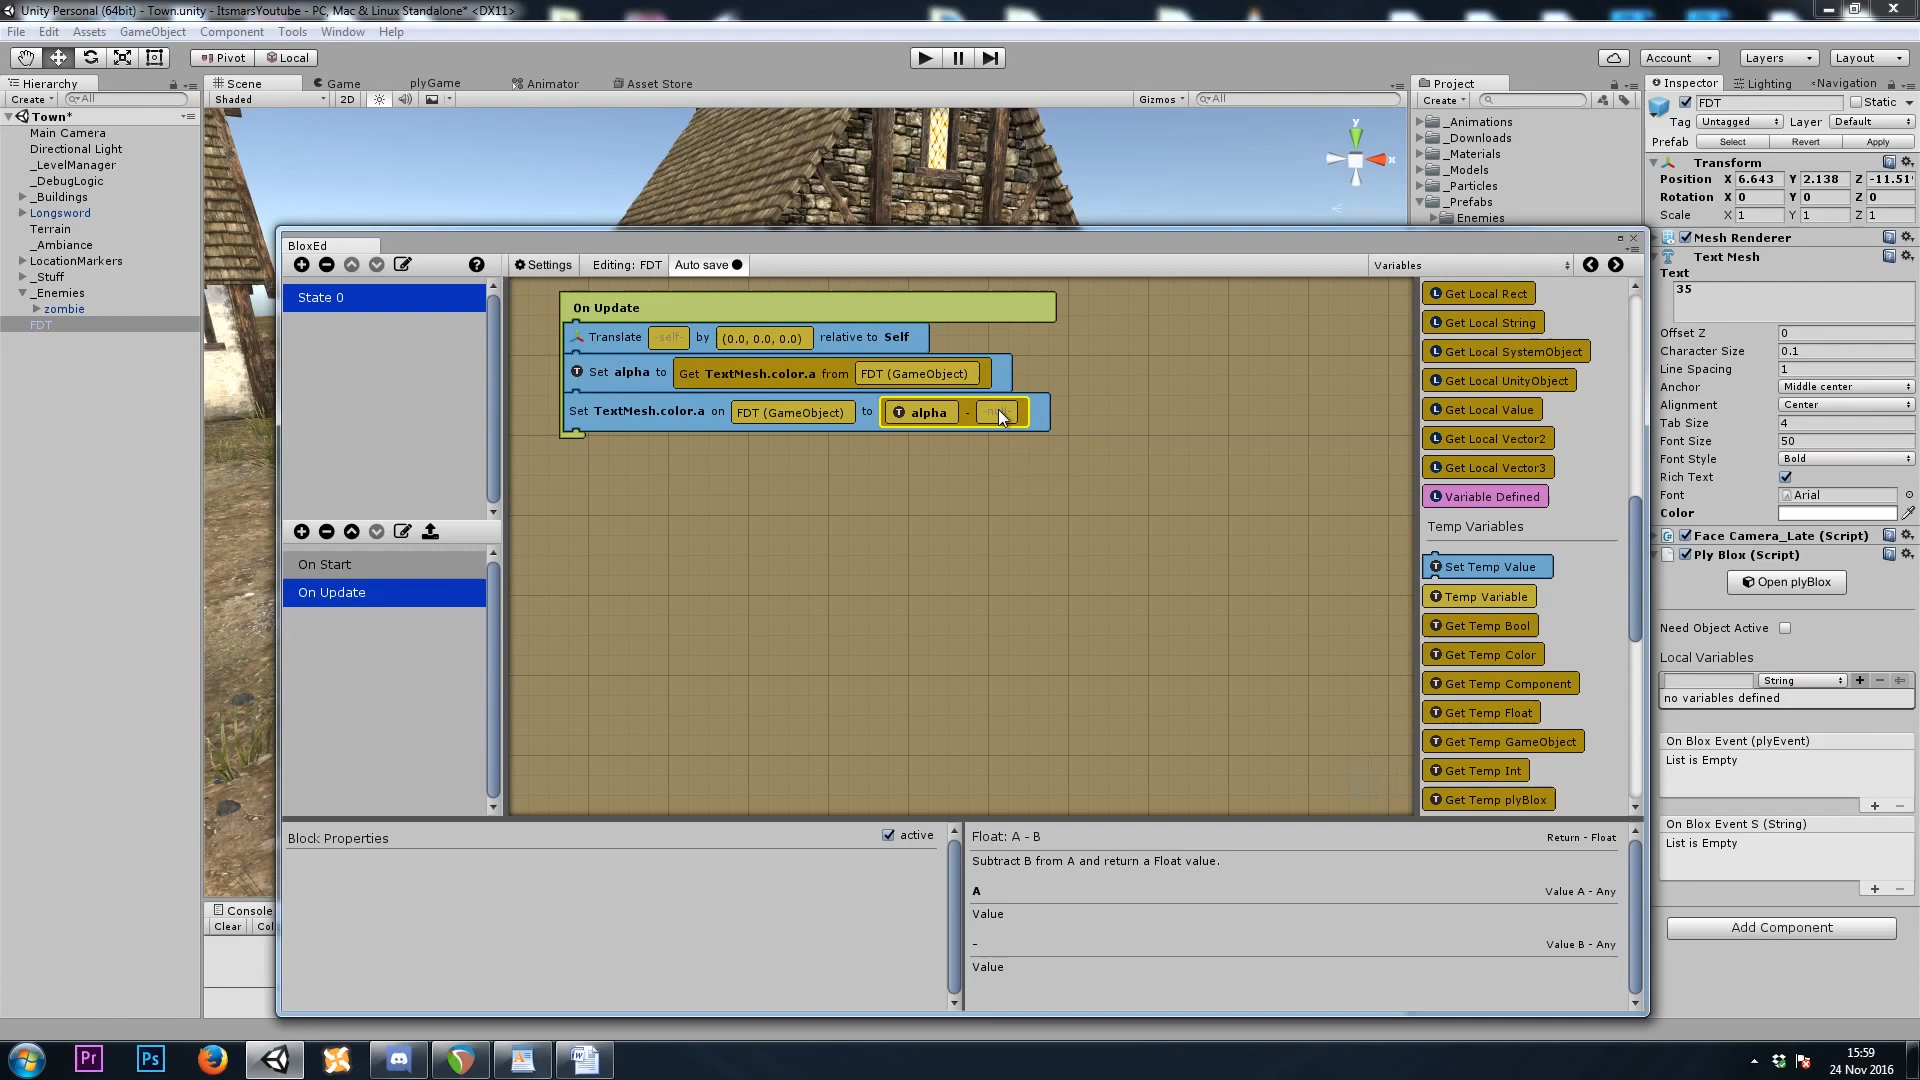 Unity Personal (64bit) - Town.unity - ItsmarsYoutube - PC, Mac & Linux Standalone* <DX11>
File Edit Assets GameObject Component Tools Window Help
Pivot Local Account Layers Layout
Hierarchy Scene Game plyGame Animator Asset Store Project Inspector Lighting Navigation
Create All Shaded 2D Gizmos All Create FDT Static
Town*
Main Camera
Directional Light
_LevelManager
_DebugLogic
_Buildings
Longsword
Terrain
_Ambiance
LocationMarkers
_Stuff
_Enemies
zombie
FDT
y
x
_Animations
_Downloads
_Materials
_Models
_Particles
_Prefabs
Enemies
Tag Untagged Layer Default
Prefab Select Revert Apply
Transform
Position X 6.643 Y 2.138 Z -11.51
Rotation X 0 Y 0 Z 0
Scale X 1 Y 1 Z 1
Mesh Renderer
Text Mesh
Text
35
Offset Z 0
Character Size 0.1
Line Spacing 1
Anchor Middle center
Alignment Center
Tab Size 4
Font Size 50
Font Style Bold
Rich Text
Font Arial
Color
Face Camera_Late (Script)
Ply Blox (Script)
Open plyBlox
Need Object Active
Local Variables
String
no variables defined
On Blox Event (plyEvent)
List is Empty
On Blox Event S (String)
List is Empty
Add Component
BloxEd
Settings Editing: FDT Auto save Variables
State 0
On Start
On Update
On Update
Translate -self- by (0.0, 0.0, 0.0) relative to Self
T Set alpha to Get TextMesh.color.a from FDT (GameObject)
Set TextMesh.color.a on FDT (GameObject) to T alpha -
L Get Local Rect
L Get Local String
L Get Local SystemObject
L Get Local UnityObject
L Get Local Value
L Get Local Vector2
L Get Local Vector3
L Variable Defined
Temp Variables
T Set Temp Value
T Temp Variable
T Get Temp Bool
T Get Temp Color
T Get Temp Component
T Get Temp Float
T Get Temp GameObject
T Get Temp Int
T Get Temp plyBlox
Block Properties active
Float: A - B Return - Float
Subtract B from A and return a Float value.
A Value A - Any
Value
- Value B - Any
Value
Console
Clear Col
Pr Ps
15:59
24 Nov 2016